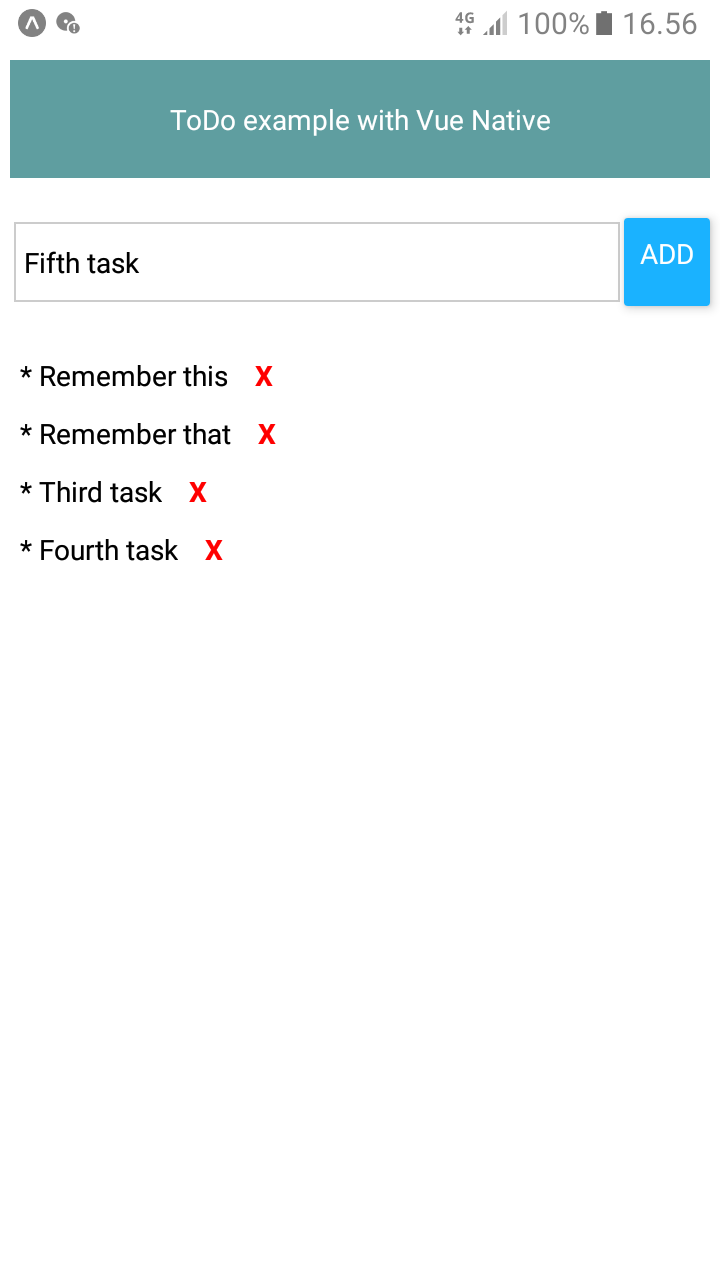 4G 100% 16.56
ToDo example with Vue Native
Fifth task ADD
* Remember this X
* Remember that X
* Third task X
* Fourth task X